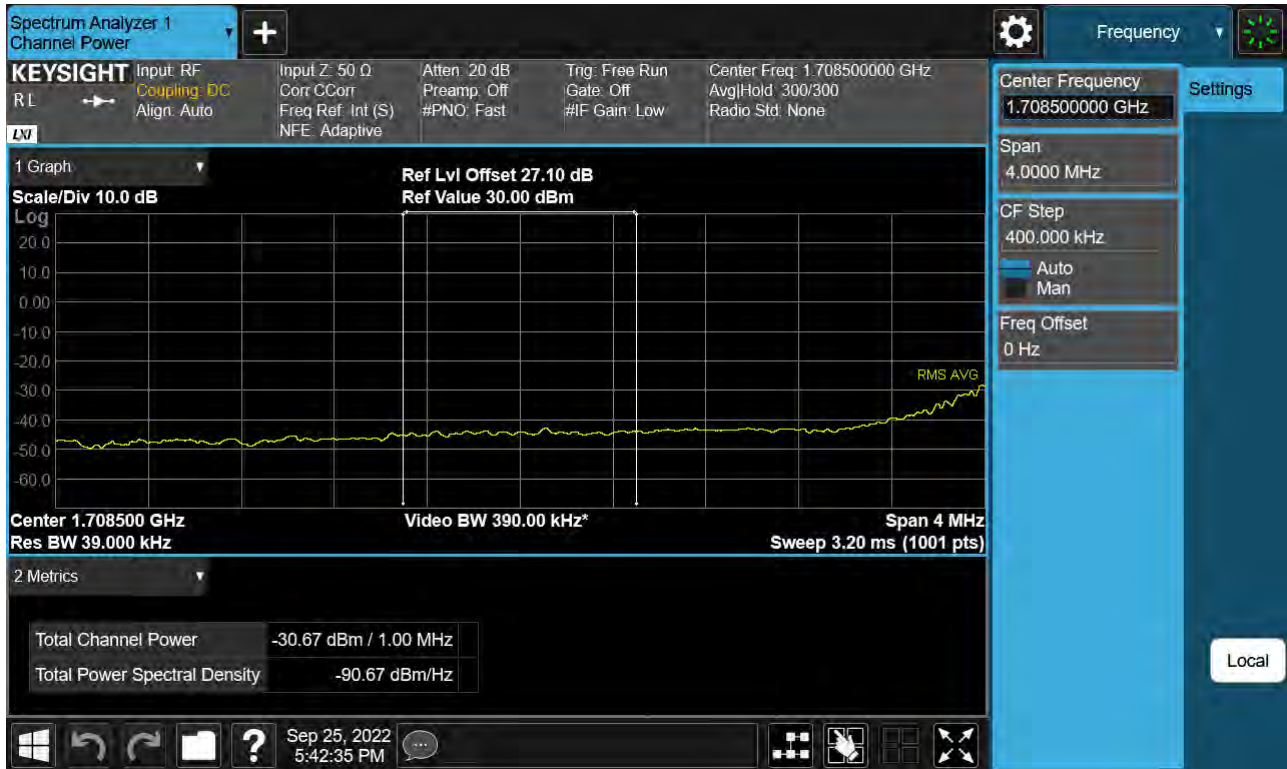 Spectrum Analyzer 1
Channel Power
Frequency
KEYSIGHT
RL
LXI
Input: RF
Coupling: DC
Align: Auto
Input Z: 50 Ω
Corr CCorr
Freq Ref: Int (S)
NFE: Adaptive
Atten: 20 dB
Preamp: Off
#PNO: Fast
Trig: Free Run
Gate: Off
#IF Gain: Low
Center Freq: 1.708500000 GHz
Avg|Hold: 300/300
Radio Std: None
Center Frequency
1.708500000 GHz
Settings
Span
4.0000 MHz
CF Step
400.000 kHz
Auto
Man
Freq Offset
0 Hz
Local
1 Graph
Scale/Div 10.0 dB
Ref Lvl Offset 27.10 dB
Ref Value 30.00 dBm
Log
20.0
10.0
0.00
-10.0
-20.0
-30.0
-40.0
-50.0
-60.0
RMS AVG
Center 1.708500 GHz
Video BW 390.00 kHz*
Span 4 MHz
Res BW 39.000 kHz
Sweep 3.20 ms (1001 pts)
2 Metrics
Total Channel Power -30.67 dBm / 1.00 MHz
Total Power Spectral Density -90.67 dBm/Hz
?
Sep 25, 2022
5:42:35 PM